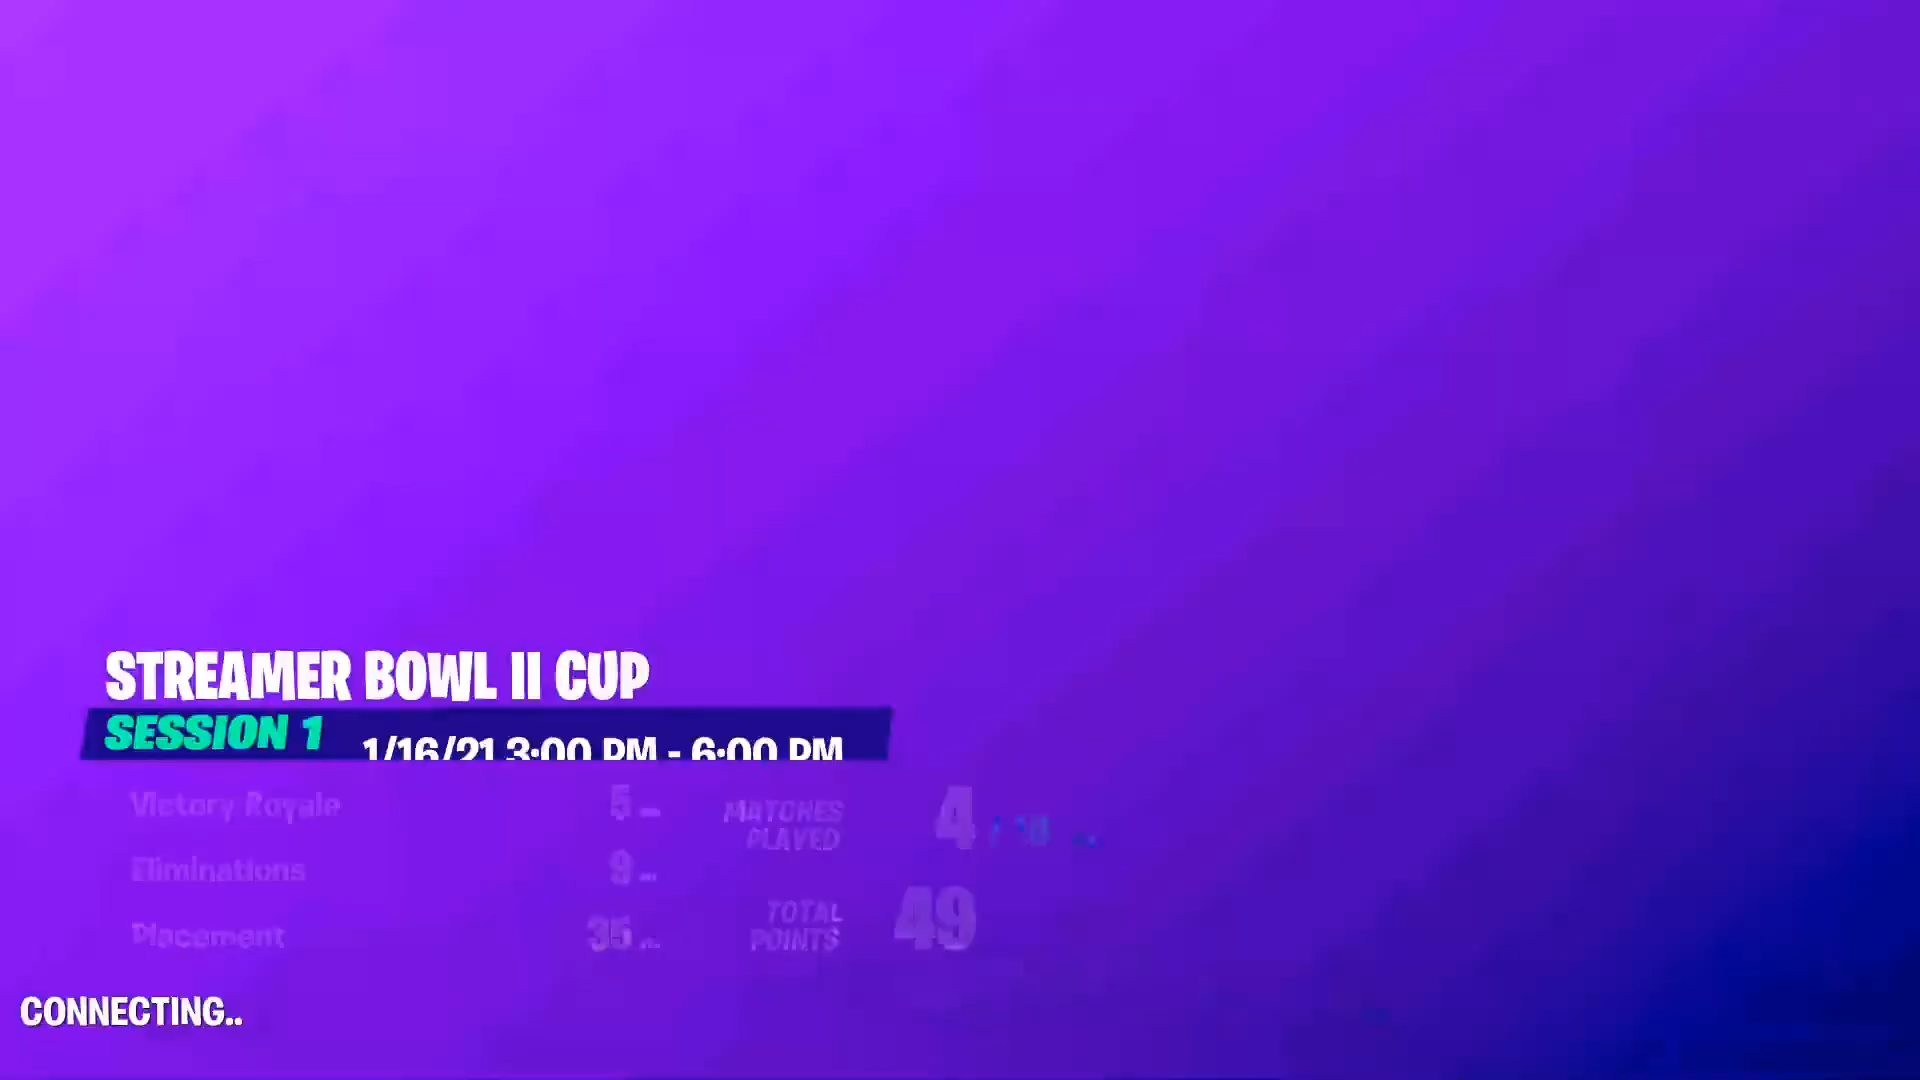 STREAMER BOWL II CUP
SESSION 1 1/16/21 3:00 PM - 6:00 PM
Victory Royale 5
Eliminations 9
Placement 35
MATCHES
PLAYED 4 / 10
TOTAL
POINTS 49
CONNECTING..